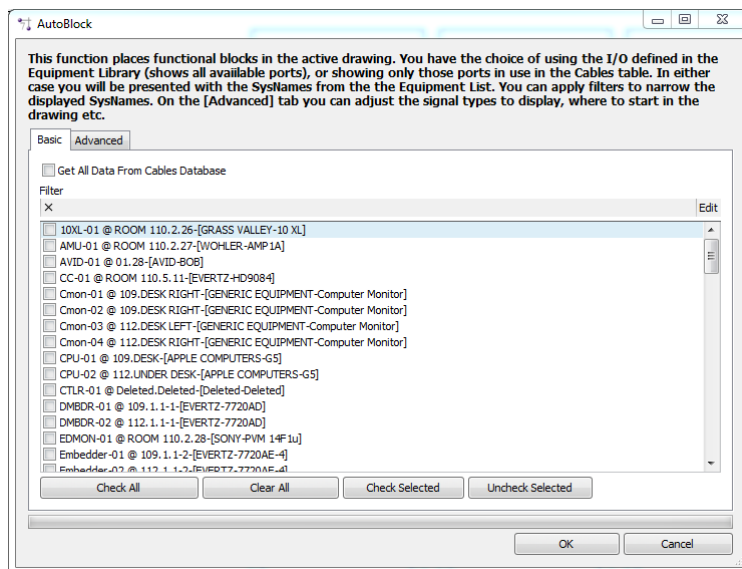 AutoBlock
This function places functional blocks in the active drawing. You have the choice of using the I/O defined in the
Equipment Library (shows all avaiilable ports), or showing only those ports in use in the Cables table. In either
case you will be presented with the SysNames from the the Equipment List. You can apply filters to narrow the
displayed SysNames. On the [Advanced] tab you can adjust the signal types to display, where to start in the
drawing etc.
Basic Advanced
Get All Data From Cables Database
Filter
Edit
10XL-01 @ ROOM 110.2.26-[GRASS VALLEY-10 XL]
AMU-01 @ ROOM 110.2.27-[WOHLER-AMP1A]
AVID-01 @ 01.28-[AVID-BOB]
CC-01 @ ROOM 110.5.11-[EVERTZ-HD9084]
Cmon-01 @ 109.DESK RIGHT-[GENERIC EQUIPMENT-Computer Monitor]
Cmon-02 @ 109.DESK RIGHT-[GENERIC EQUIPMENT-Computer Monitor]
Cmon-03 @ 112.DESK LEFT-[GENERIC EQUIPMENT-Computer Monitor]
Cmon-04 @ 112.DESK RIGHT-[GENERIC EQUIPMENT-Computer Monitor]
CPU-01 @ 109.DESK-[APPLE COMPUTERS-G5]
CPU-02 @ 112.UNDER DESK-[APPLE COMPUTERS-G5]
CTLR-01 @ Deleted.Deleted-[Deleted-Deleted]
DMBDR-01 @ 109.1.1-1-[EVERTZ-7720AD]
DMBDR-02 @ 112.1.1-1-[EVERTZ-7720AD]
EDMON-01 @ ROOM 110.2.28-[SONY-PVM 14F1u]
Embedder-01 @ 109.1.1-2-[EVERTZ-7720AE-4]
Embedder-02 @ 112.1.1-2-[EVERTZ-7720AE-4]
Check All Clear All Check Selected Uncheck Selected
OK Cancel